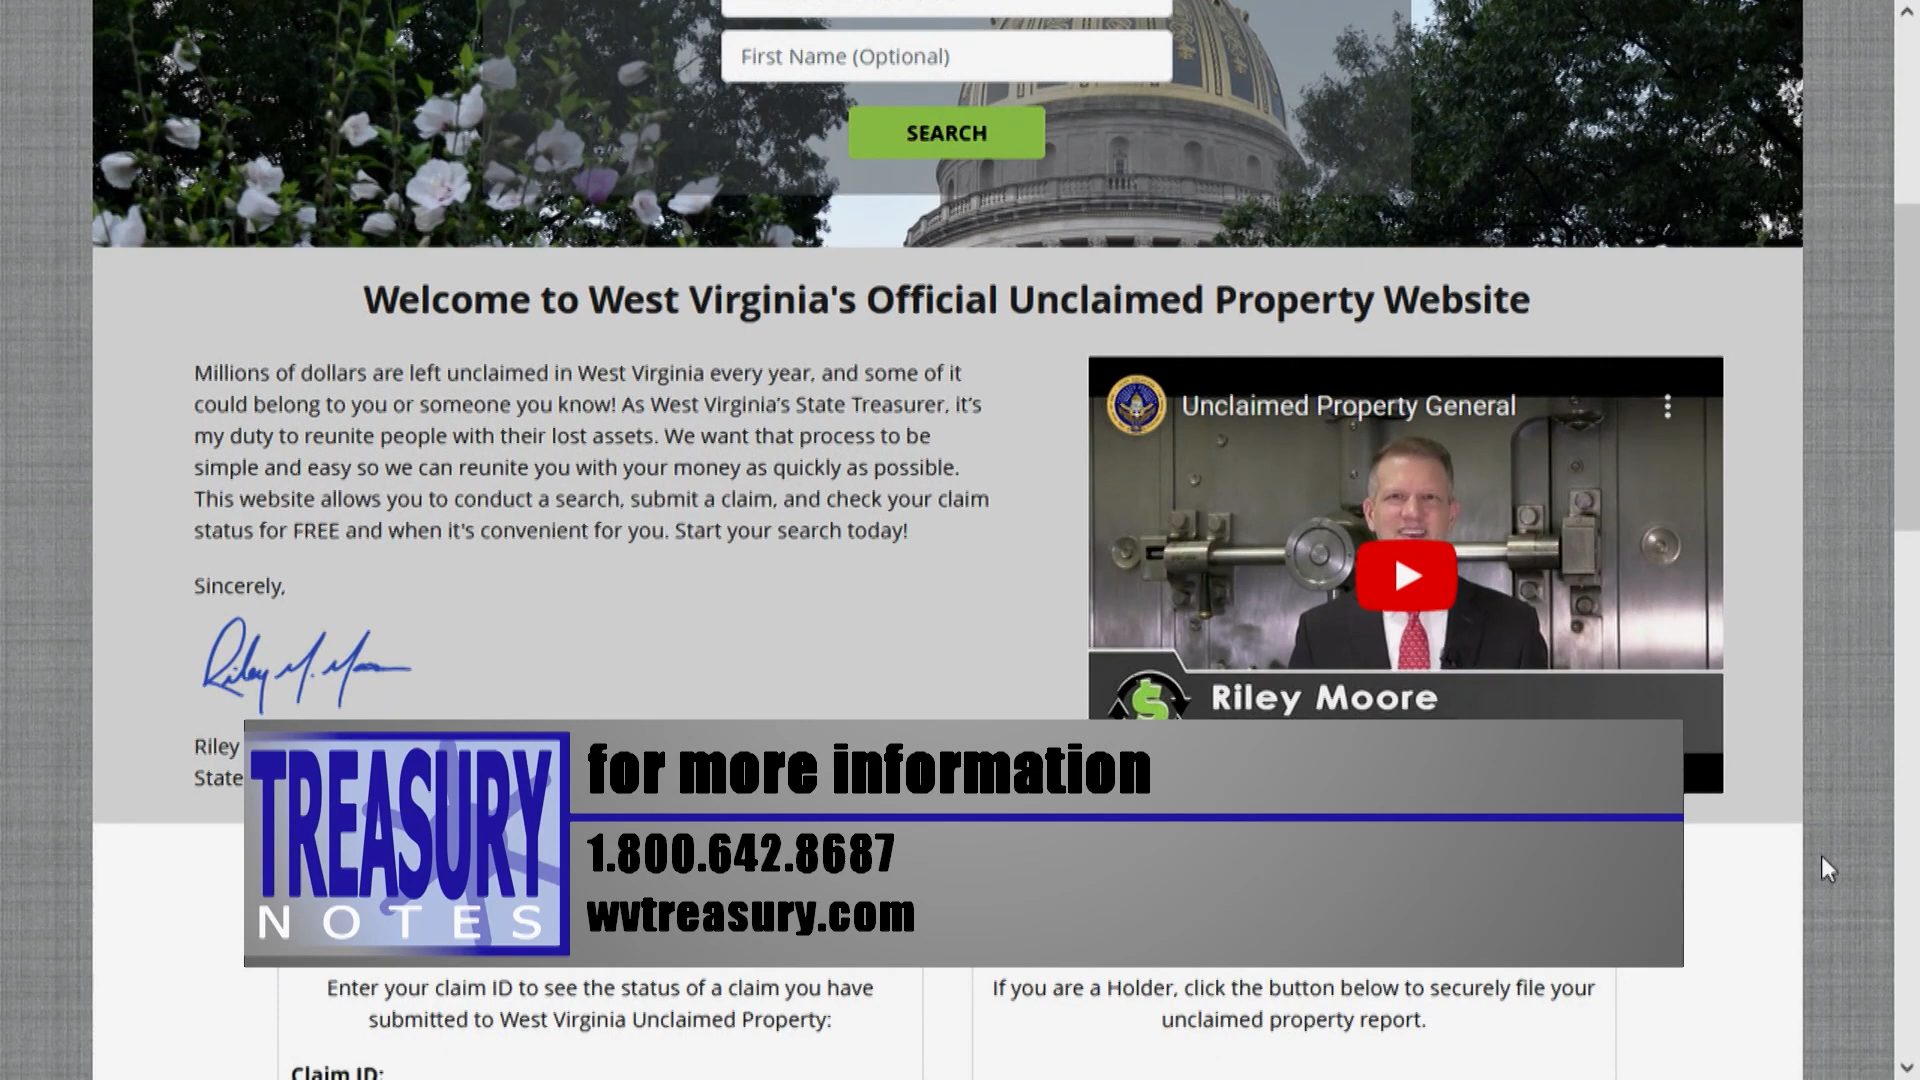 First Name (Optional)
SEARCH
Welcome to West Virginia's Official Unclaimed Property Website
Millions of dollars are left unclaimed in West Virginia every year, and some of it
could belong to you or someone you know! As West Virginia's State Treasurer, it's
my duty to reunite people with their lost assets. We want that process to be
simple and easy so we can reunite you with your money as quickly as possible.
This website allows you to conduct a search, submit a claim, and check your claim
status for FREE and when it's convenient for you. Start your search today!
Sincerely,
Riley M. Moore
Riley
State
Unclaimed Property General
Riley Moore
TREASURY
NOTES
for more information
1.800.642.8687
wvtreasury.com
Enter your claim ID to see the status of a claim you have
submitted to West Virginia Unclaimed Property:
Claim ID:
If you are a Holder, click the button below to securely file your
unclaimed property report.